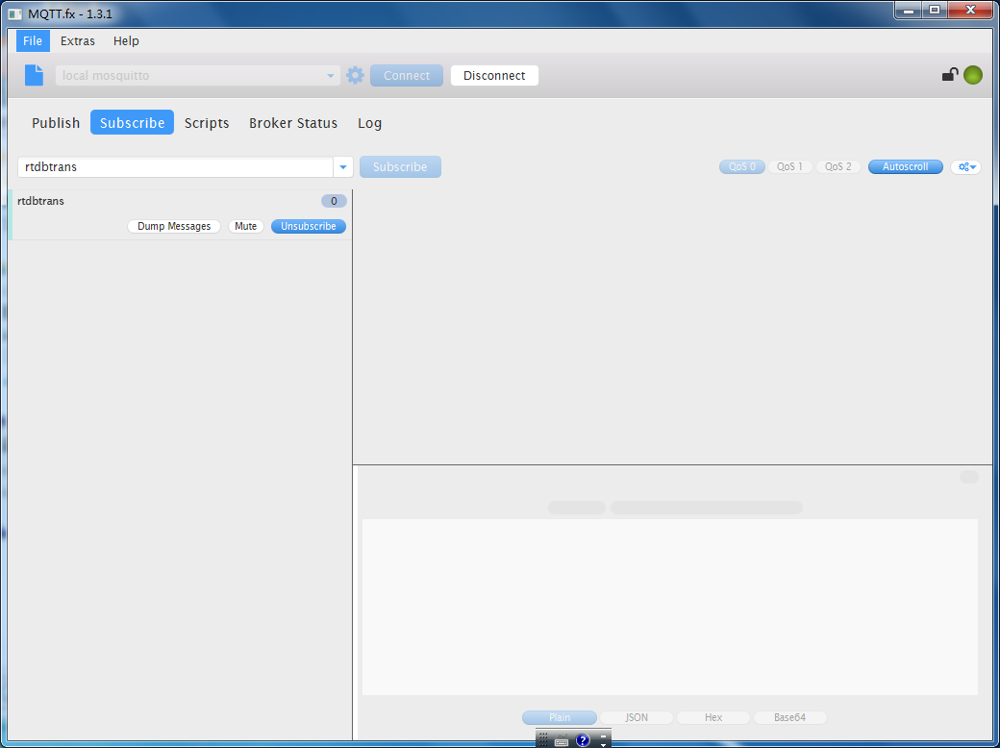 MQTT.fx - 1.3.1
File Extras Help
local mosquitto Connect Disconnect
Publish Subscribe Scripts Broker Status Log
rtdbtrans Subscribe QoS 0 QoS 1 QoS 2 Autoscroll
rtdbtrans 0
Dump Messages Mute Unsubscribe
Plain JSON Hex Base64